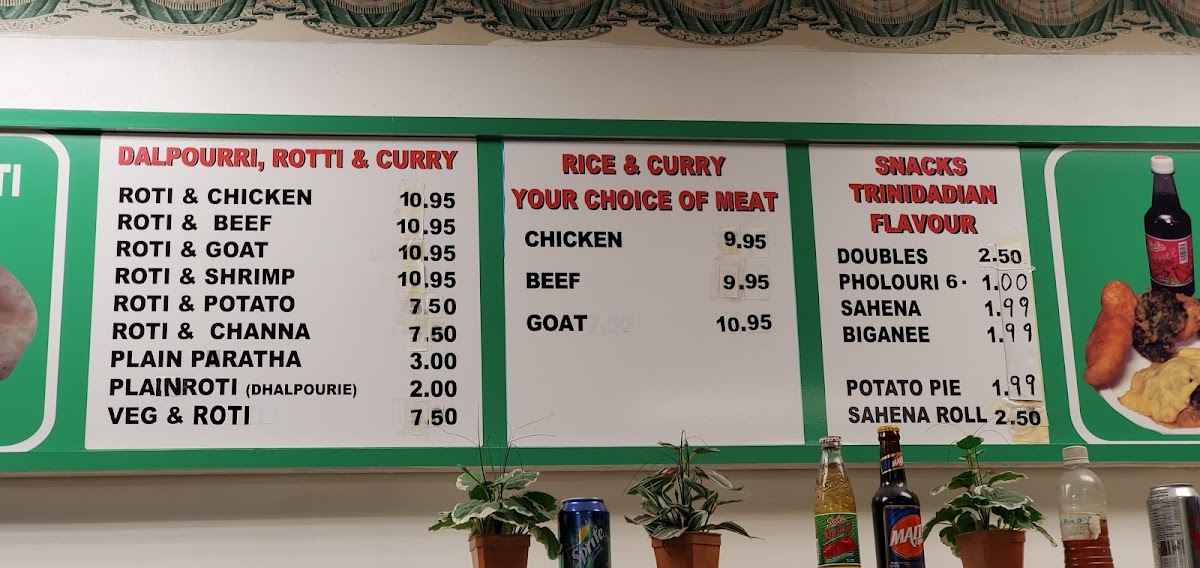 TI
DALPOURRI, ROTTI & CURRY
ROTI & CHICKEN 10.95
ROTI & BEEF 10.95
ROTI & GOAT 10.95
ROTI & SHRIMP 10.95
ROTI & POTATO 7.50
ROTI & CHANNA 7.50
PLAIN PARATHA 3.00
PLAINROTI (DHALPOURIE) 2.00
VEG & ROTI 7.50
RICE & CURRY
YOUR CHOICE OF MEAT
CHICKEN 9.95
BEEF 9.95
GOAT 10.95
SNACKS
TRINIDADIAN
FLAVOUR
DOUBLES 2.50
PHOLOURI 6. 1.00
SAHENA 1.99
BIGANEE 1.99
POTATO PIE 1.99
SAHENA ROLL 2.50
Sprite